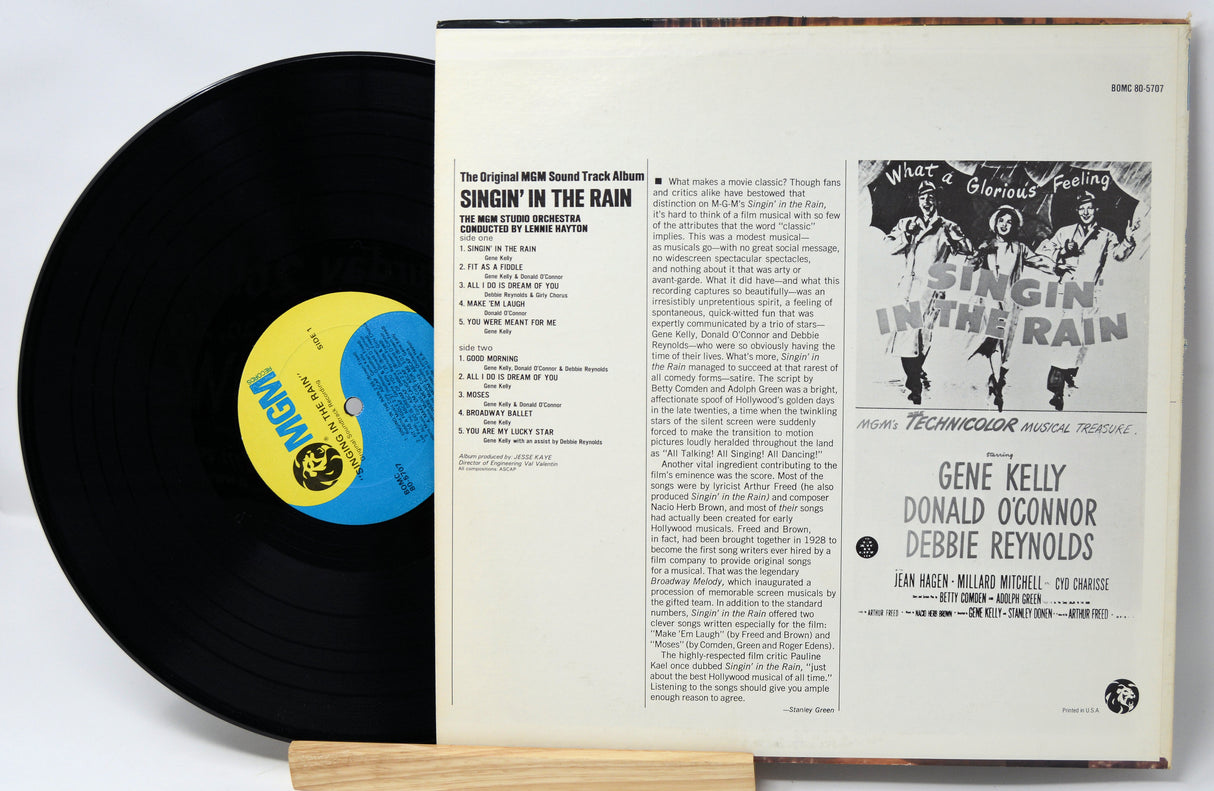 BOMC 80-5707
The Original MGM Sound Track Album
SINGIN' IN THE RAIN
THE MGM STUDIO ORCHESTRA
CONDUCTED BY LENNIE HAYTON
side one
1. SINGIN' IN THE RAIN
Gene Kelly
2. FIT AS A FIDDLE
Gene Kelly & Donald O'Connor
3. ALL I DO IS DREAM OF YOU
Debbie Reynolds & Girly Chorus
4. MAKE 'EM LAUGH
Donald O'Connor
5. YOU WERE MEANT FOR ME
Gene Kelly
side two
1. GOOD MORNING
Gene Kelly, Donald O'Connor & Debbie Reynolds
2. ALL I DO IS DREAM OF YOU
Gene Kelly
3. MOSES
Gene Kelly & Donald O'Connor
4. BROADWAY BALLET
Gene Kelly
5. YOU ARE MY LUCKY STAR
Gene Kelly with an assist by Debbie Reynolds
Album produced by: JESSE KAYE
Director of Engineering Val Valentin
All compositions: ASCAP
■ What makes a movie classic? Though fans
and critics alike have bestowed that
distinction on M-G-M's Singin' in the Rain,
it's hard to think of a film musical with so few
of the attributes that the word "classic"
implies. This was a modest musical—
as musicals go—with no great social message,
no widescreen spectacular spectacles,
and nothing about it that was arty or
avant-garde. What it did have—and what this
recording captures so beautifully—was an
irresistibly unpretentious spirit, a feeling of
spontaneous, quick-witted fun that was
expertly communicated by a trio of stars—
Gene Kelly, Donald O'Connor and Debbie
Reynolds—who were so obviously having the
time of their lives. What's more, Singin' in
the Rain managed to succeed at that rarest of
all comedy forms—satire. The script by
Betty Comden and Adolph Green was a bright,
affectionate spoof of Hollywood's golden days
in the late twenties, a time when the twinkling
stars of the silent screen were suddenly
forced to make the transition to motion
pictures loudly heralded throughout the land
as "All Talking! All Singing! All Dancing!"
Another vital ingredient contributing to the
film's eminence was the score. Most of the
songs were by lyricist Arthur Freed (he also
produced Singin' in the Rain) and composer
Nacio Herb Brown, and most of their songs
had actually been created for early
Hollywood musicals. Freed and Brown,
in fact, had been brought together in 1928 to
become the first song writers ever hired by a
film company to provide original songs
for a musical. That was the legendary
Broadway Melody, which inaugurated a
procession of memorable screen musicals by
the gifted team. In addition to the standard
numbers, Singin' in the Rain offered two
clever songs written especially for the film:
"Make 'Em Laugh" (by Freed and Brown) and
"Moses" (by Comden, Green and Roger Edens).
The highly-respected film critic Pauline
Kael once dubbed Singin' in the Rain, "just
about the best Hollywood musical of all time."
Listening to the songs should give you ample
enough reason to agree.
—Stanley Green
What a Glorious Feeling
SINGIN'
IN THE RAIN
MGM's TECHNICOLOR MUSICAL TREASURE.
starring
GENE KELLY
DONALD O'CONNOR
DEBBIE REYNOLDS
JEAN HAGEN · MILLARD MITCHELL CYD CHARISSE
BETTY COMDEN ADOLPH GREEN
ARTHUR FREED NACIO HERB BROWN GENE KELLY STANLEY DONEN ARTHUR FREED
Printed in U.S.A.
SIDE 1
MGM
RECORDS
"SINGING IN THE RAIN"
Original Soundtrack Recording
BOMC
80-5707